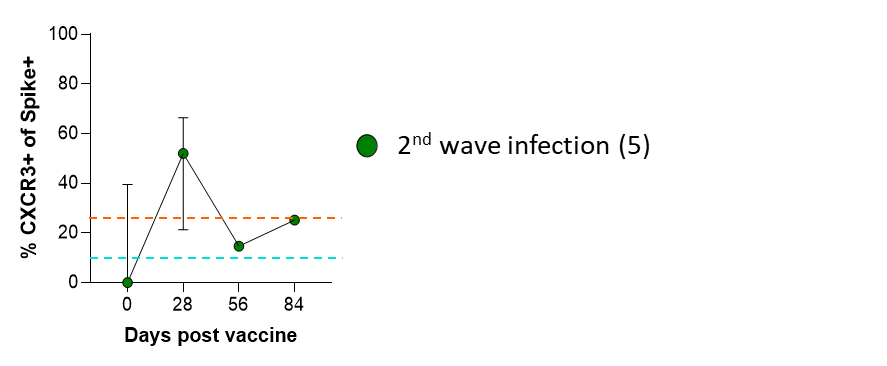 100
80
60
40
20
0
% CXCR3+ of Spike+
0 28 56 84
Days post vaccine
2nd wave infection (5)